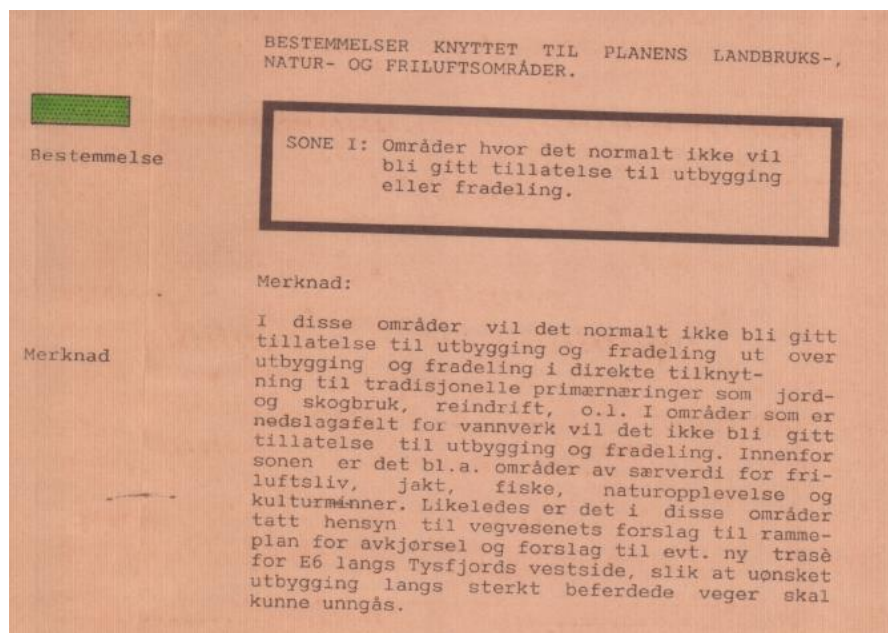 BESTEMMELSER KNYTTET TIL PLANENS LANDBRUKS-,
NATUR- OG FRILUFTSOMRÅDER.
Bestemmelse
SONE I: Områder hvor det normalt ikke vil
bli gitt tillatelse til utbygging
eller fradeling.
Merknad:
Merknad
I disse områder vil det normalt ikke bli gitt
tillatelse til utbygging og fradeling ut over
utbygging og fradeling i direkte tilknyt-
ning til tradisjonelle primærnæringer som jord-
og skogbruk, reindrift, o.l. I områder som er
nedslagsfelt for vannverk vil det ikke bli gitt
tillatelse til utbygging og fradeling. Innenfor
sonen er det bl.a. områder av særverdi for fri-
luftsliv, jakt, fiske, naturopplevelse og
kulturminner. Likeledes er det i disse områder
tatt hensyn til vegvesenets forslag til ramme-
plan for avkjørsel og forslag til evt. ny trasè
for E6 langs Tysfjords vestside, slik at uønsket
utbygging langs sterkt beferdede veger skal
kunne unngås.